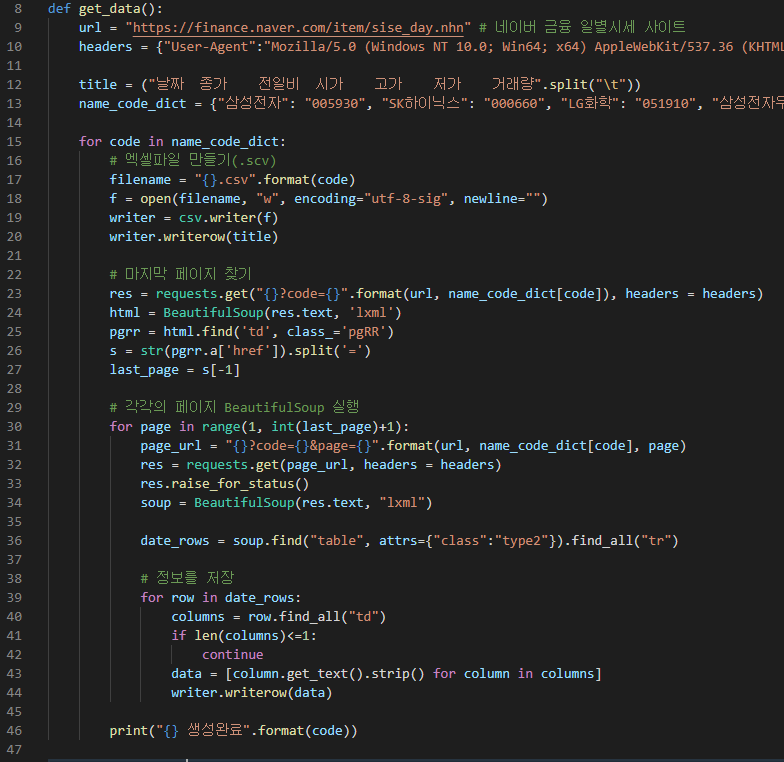 8 def get_data():
9 url = "https://finance.naver.com/item/sise_day.nhn" # 네이버 금융 일별시세 사이트
10 headers = {"User-Agent":"Mozilla/5.0 (Windows NT 10.0; Win64; x64) AppleWebKit/537.36 (KHTML
11
12 title = ("날짜 종가 전일비 시가 고가 저가 거래량".split("\t"))
13 name_code_dict = {"삼성전자": "005930", "SK하이닉스": "000660", "LG화학": "051910", "삼성전자우
14
15 for code in name_code_dict:
16 # 엑셀파일 만들기(.scv)
17 filename = "{}.csv".format(code)
18 f = open(filename, "w", encoding="utf-8-sig", newline="")
19 writer = csv.writer(f)
20 writer.writerow(title)
21
22 # 마지막 페이지 찾기
23 res = requests.get("{}?code={}".format(url, name_code_dict[code]), headers = headers)
24 html = BeautifulSoup(res.text, 'lxml')
25 pgrr = html.find('td', class_='pgRR')
26 s = str(pgrr.a['href']).split('=')
27 last_page = s[-1]
28
29 # 각각의 페이지 BeautifulSoup 실행
30 for page in range(1, int(last_page)+1):
31 page_url = "{}?code={}&page={}".format(url, name_code_dict[code], page)
32 res = requests.get(page_url, headers = headers)
33 res.raise_for_status()
34 soup = BeautifulSoup(res.text, "lxml")
35
36 date_rows = soup.find("table", attrs={"class":"type2"}).find_all("tr")
37
38 # 정보를 저장
39 for row in date_rows:
40 columns = row.find_all("td")
41 if len(columns)<=1:
42 continue
43 data = [column.get_text().strip() for column in columns]
44 writer.writerow(data)
45
46 print("{} 생성완료".format(code))
47